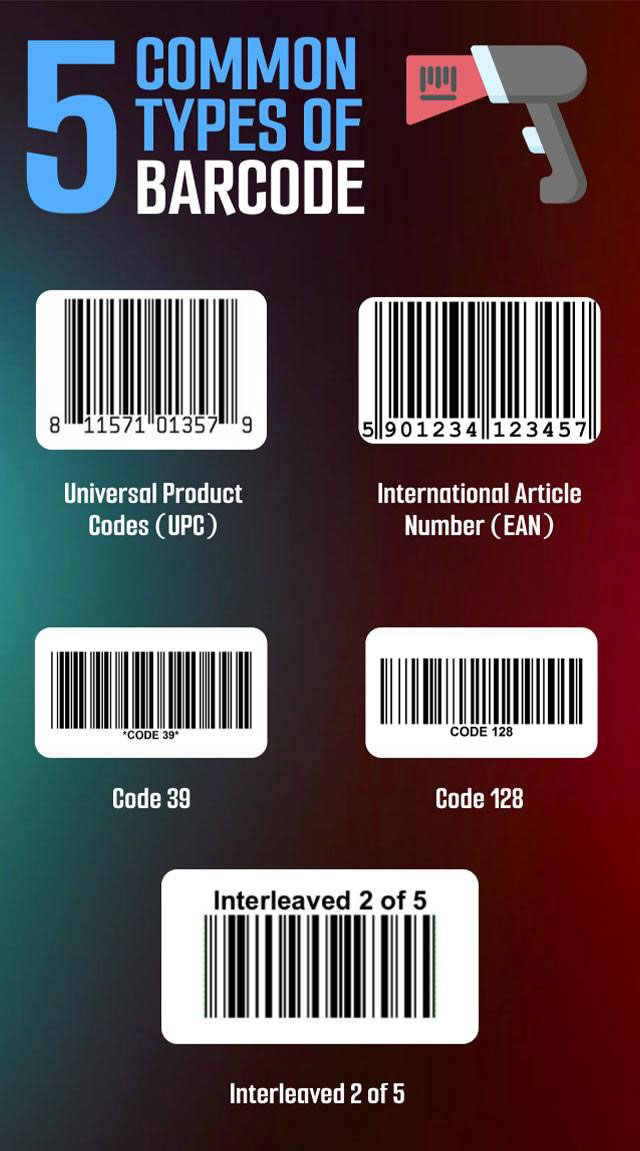 5 COMMON
TYPES OF
BARCODE
8 11571 01357 9
5 901234 123457
Universal Product
Codes (UPC)
International Article
Number (EAN)
*CODE 39*
CODE 128
Code 39
Code 128
Interleaved 2 of 5
Interleaved 2 of 5